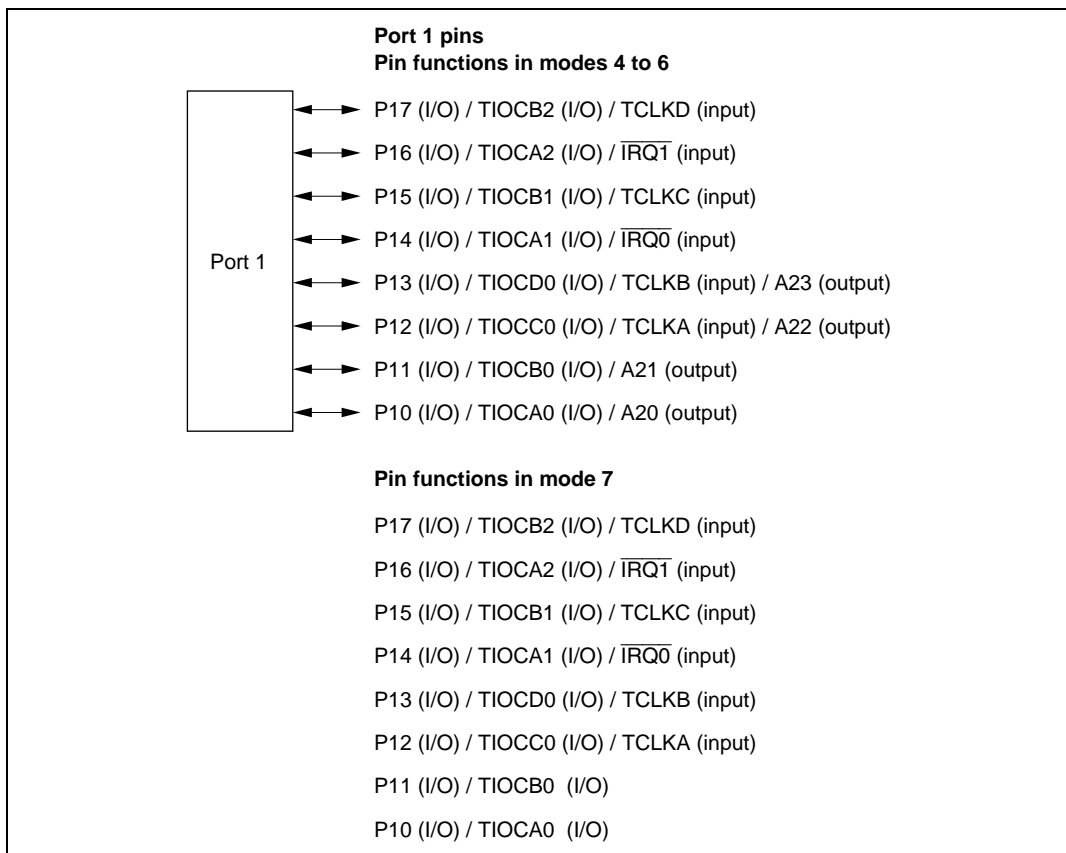 Port 1 pins
Pin functions in modes 4 to 6
Port 1
P17 (I/O) / TIOCB2 (I/O) / TCLKD (input)
P16 (I/O) / TIOCA2 (I/O) / I̅R̅Q̅1̅ (input)
P15 (I/O) / TIOCB1 (I/O) / TCLKC (input)
P14 (I/O) / TIOCA1 (I/O) / I̅R̅Q̅0̅ (input)
P13 (I/O) / TIOCD0 (I/O) / TCLKB (input) / A23 (output)
P12 (I/O) / TIOCC0 (I/O) / TCLKA (input) / A22 (output)
P11 (I/O) / TIOCB0 (I/O) / A21 (output)
P10 (I/O) / TIOCA0 (I/O) / A20 (output)
Pin functions in mode 7
P17 (I/O) / TIOCB2 (I/O) / TCLKD (input)
P16 (I/O) / TIOCA2 (I/O) / I̅R̅Q̅1̅ (input)
P15 (I/O) / TIOCB1 (I/O) / TCLKC (input)
P14 (I/O) / TIOCA1 (I/O) / I̅R̅Q̅0̅ (input)
P13 (I/O) / TIOCD0 (I/O) / TCLKB (input)
P12 (I/O) / TIOCC0 (I/O) / TCLKA (input)
P11 (I/O) / TIOCB0 (I/O)
P10 (I/O) / TIOCA0 (I/O)